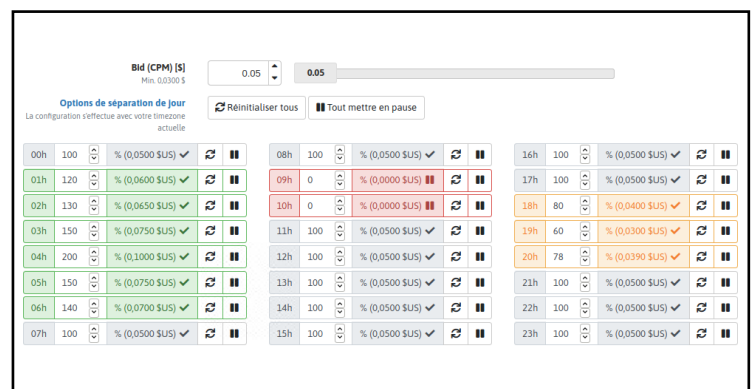 Bid (CPM) [$]
Min. 0,0300 $
0.05
0.05
Options de séparation de jour
La configuration s'effectue avec votre timezone
actuelle
Réinitialiser tous
Tout mettre en pause
00h 100 % (0,0500 $US)
01h 120 % (0,0600 $US)
02h 130 % (0,0650 $US)
03h 150 % (0,0750 $US)
04h 200 % (0,1000 $US)
05h 150 % (0,0750 $US)
06h 140 % (0,0700 $US)
07h 100 % (0,0500 $US)
08h 100 % (0,0500 $US)
09h 0 % (0,0000 $US)
10h 0 % (0,0000 $US)
11h 100 % (0,0500 $US)
12h 100 % (0,0500 $US)
13h 100 % (0,0500 $US)
14h 100 % (0,0500 $US)
15h 100 % (0,0500 $US)
16h 100 % (0,0500 $US)
17h 100 % (0,0500 $US)
18h 80 % (0,0400 $US)
19h 60 % (0,0300 $US)
20h 78 % (0,0390 $US)
21h 100 % (0,0500 $US)
22h 100 % (0,0500 $US)
23h 100 % (0,0500 $US)